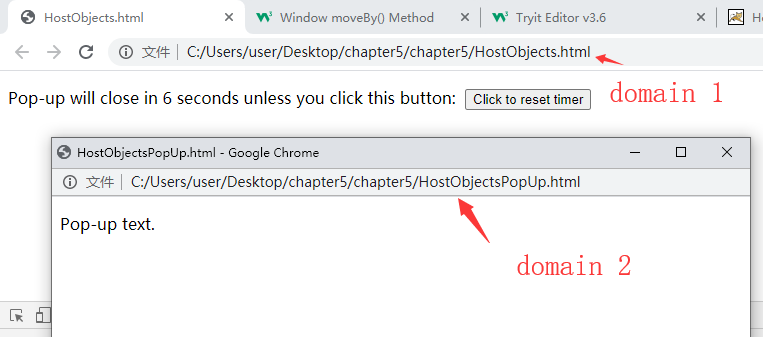 HostObjects.html
Window moveBy() Method
Tryit Editor v3.6
文件 C:/Users/user/Desktop/chapter5/chapter5/HostObjects.html
Pop-up will close in 6 seconds unless you click this button: Click to reset timer
domain 1
HostObjectsPopUp.html - Google Chrome
文件 C:/Users/user/Desktop/chapter5/chapter5/HostObjectsPopUp.html
Pop-up text.
domain 2